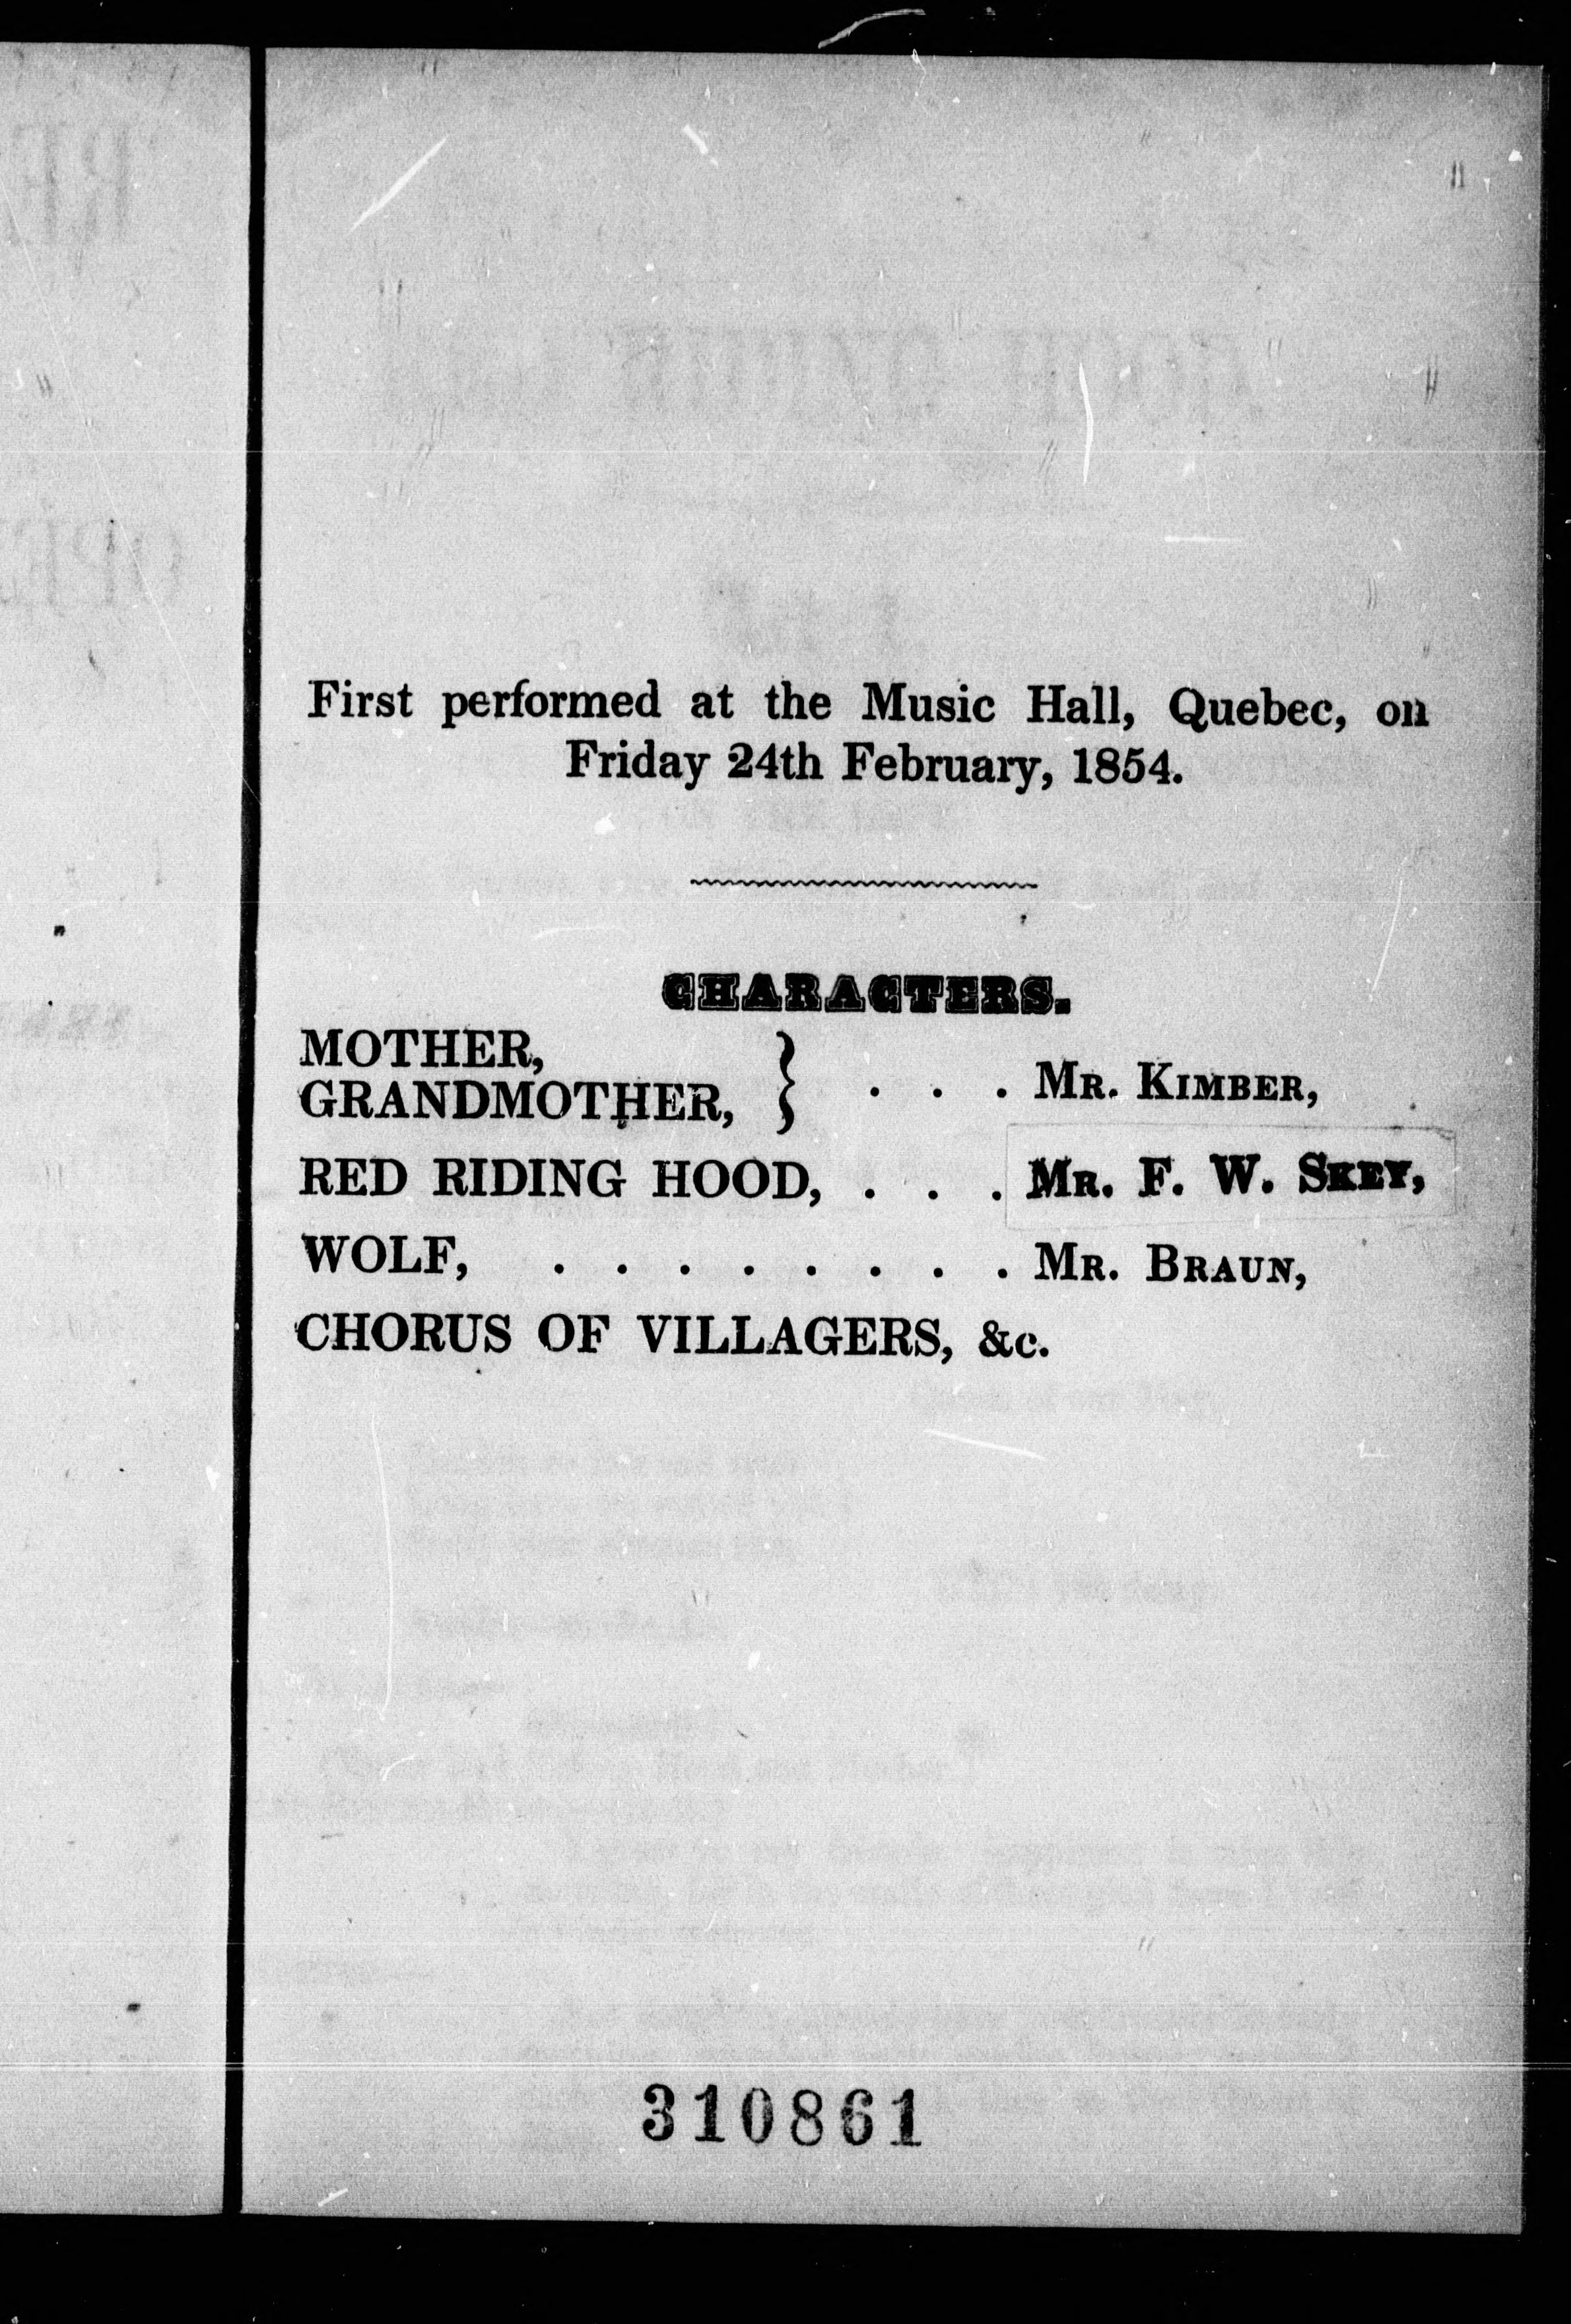 First performed at the Music Hall, Quebec, on
Friday 24th February, 1854.
CHARACTERS.
MOTHER,
GRANDMOTHER, } . . . MR. KIMBER,
RED RIDING HOOD, . . . MR. F. W. SKEY,
WOLF, . . . . . . . . MR. BRAUN,
CHORUS OF VILLAGERS, &c.
310861